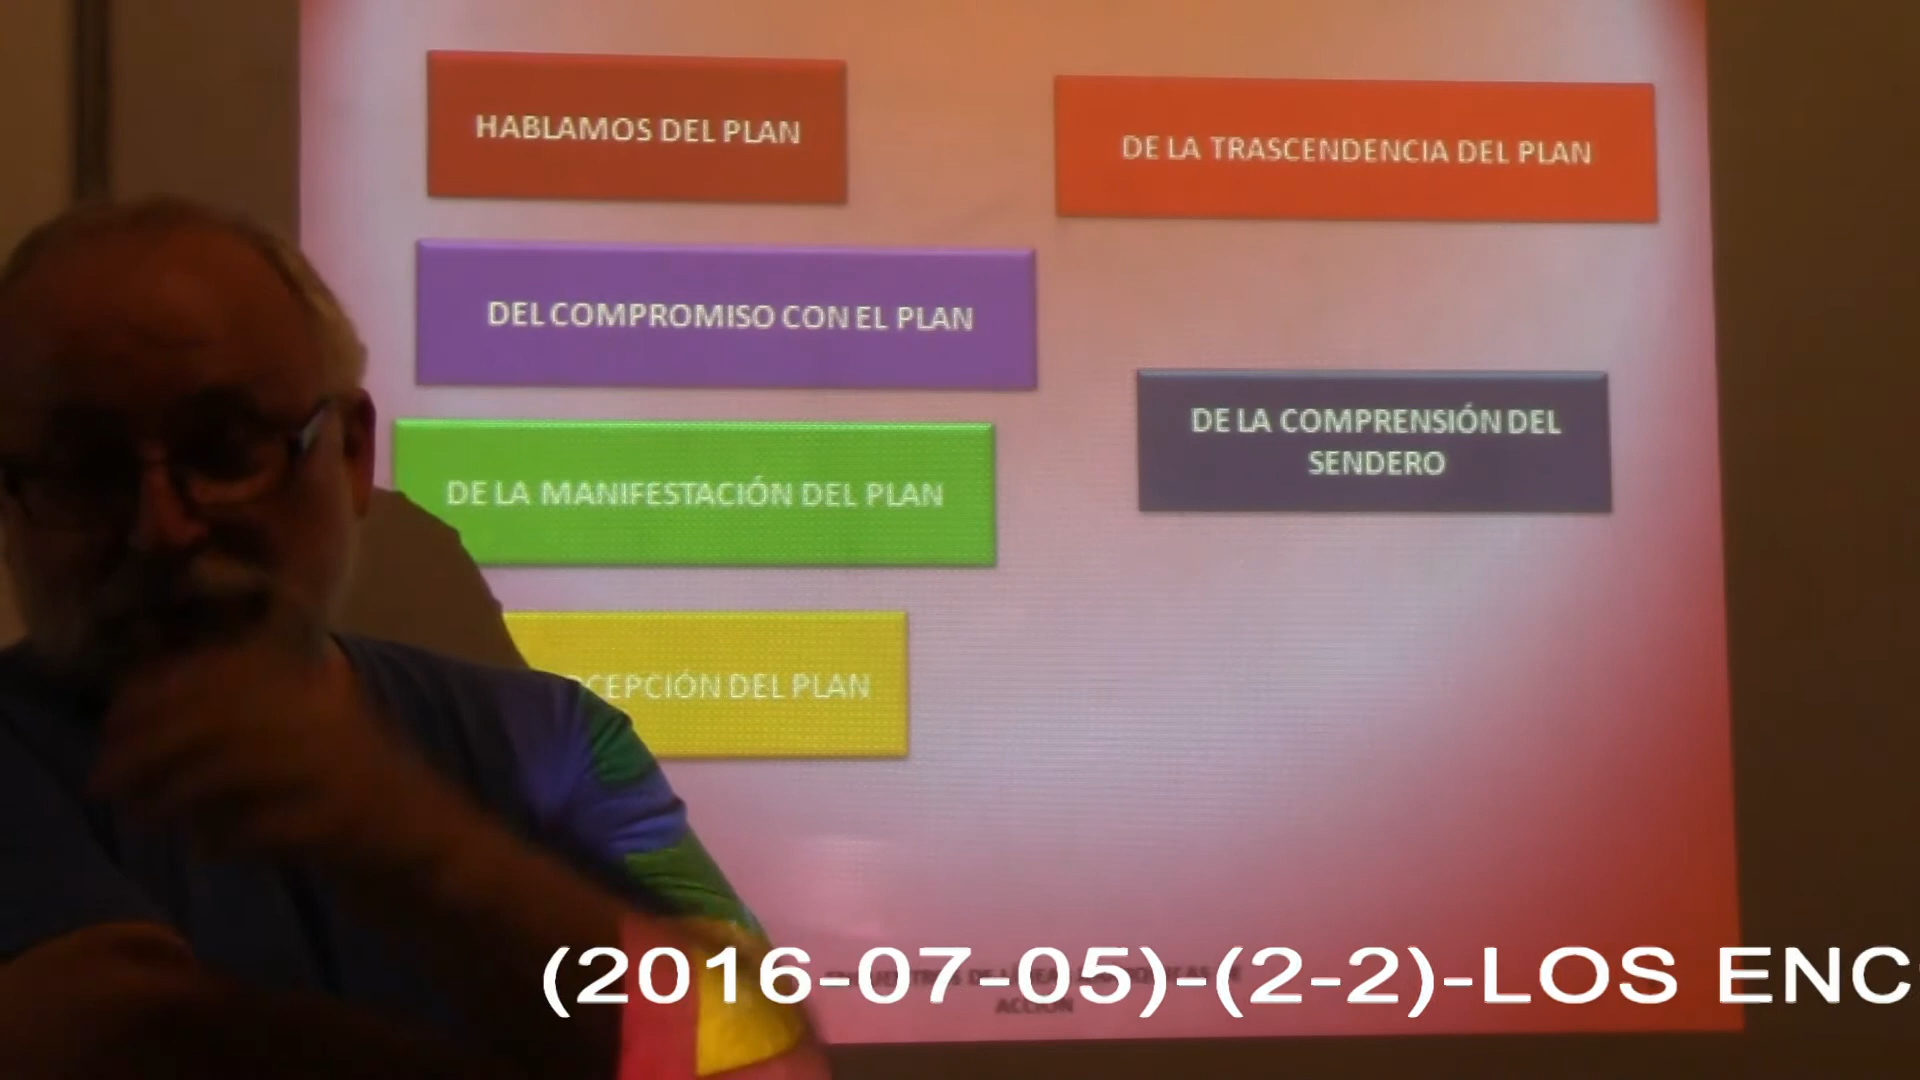 HABLAMOS DEL PLAN
DE LA TRASCENDENCIA DEL PLAN
DEL COMPROMISO CON EL PLAN
DE LA MANIFESTACIÓN DEL PLAN
DE LA COMPRENSIÓN DEL
SENDERO
CEPCIÓN DEL PLAN
(2016-07-05)-(2-2)-LOS ENC
ACCIÓN